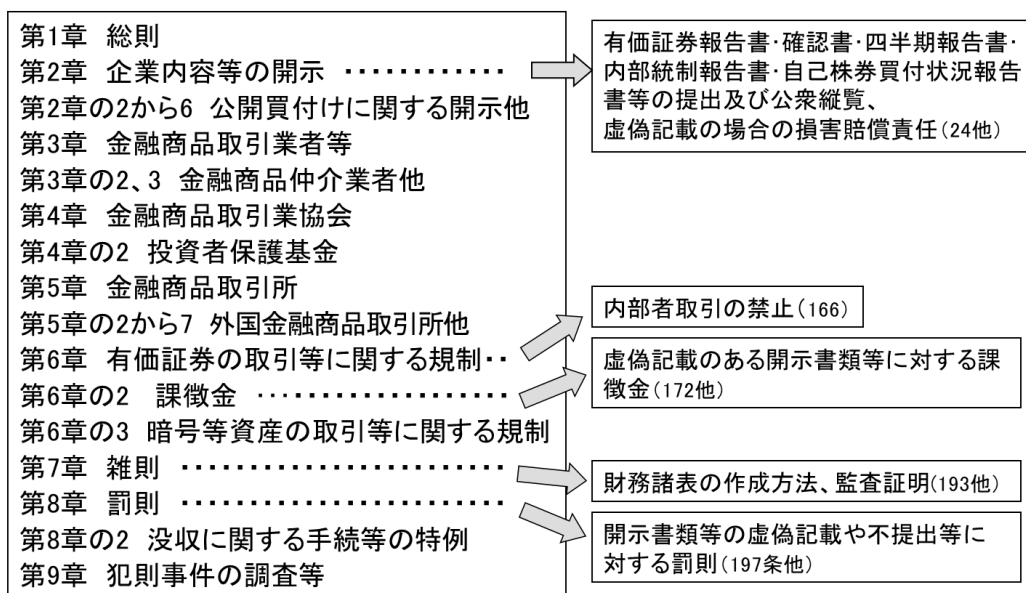 第1章 総則
第2章 企業内容等の開示 ････････････
第2章の2から6 公開買付けに関する開示他
第3章 金融商品取引業者等
第3章の2、3 金融商品仲介業者他
第4章 金融商品取引業協会
第4章の2 投資者保護基金
第5章 金融商品取引所
第5章の2から7 外国金融商品取引所他
第6章 有価証券の取引等に関する規制･･
第6章の2 課徴金 ･･･････････････････
第6章の3 暗号等資産の取引等に関する規制
第7章 雑則 ････････････････････････
第8章 罰則 ････････････････････････
第8章の2 没収に関する手続等の特例
第9章 犯則事件の調査等
有価証券報告書･確認書･四半期報告書･
内部統制報告書･自己株券買付状況報告
書等の提出及び公衆縦覧、
虚偽記載の場合の損害賠償責任(24他)
内部者取引の禁止(166)
虚偽記載のある開示書類等に対する課
徴金(172他)
財務諸表の作成方法、監査証明(193他)
開示書類等の虚偽記載や不提出等に
対する罰則(197条他)